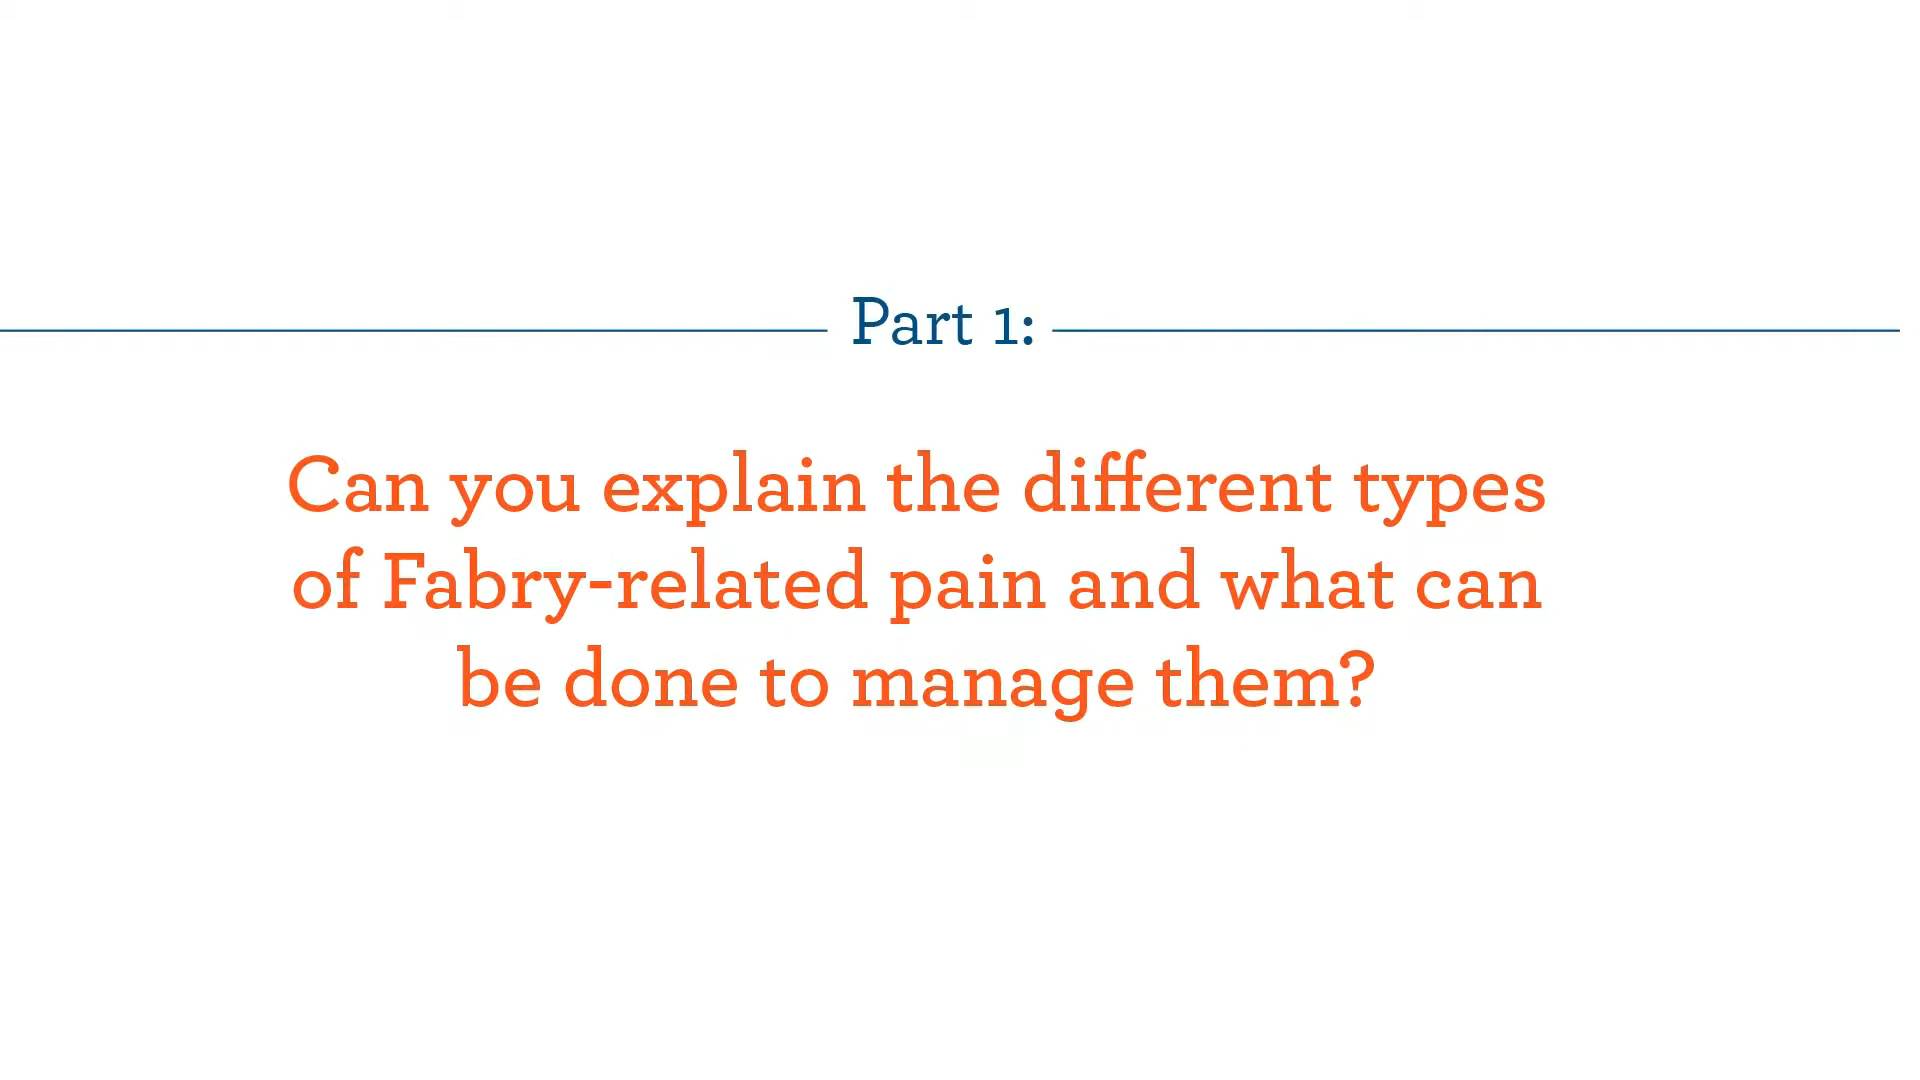 Part 1:
Can you explain the different types
of Fabry-related pain and what can
be done to manage them?